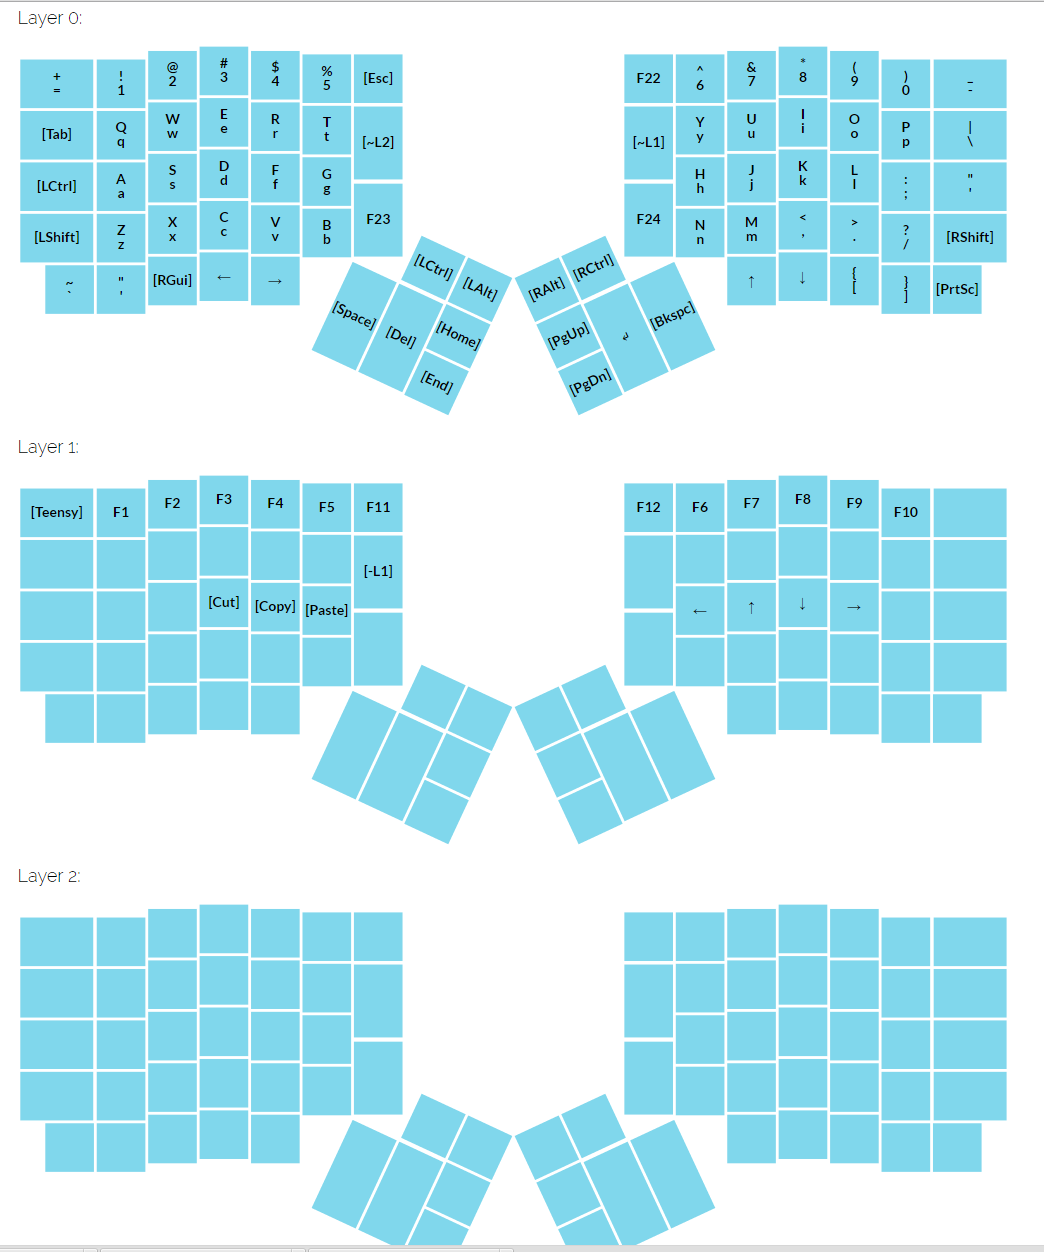 Layer 0:
+ ! @ # $ % [Esc] F22 ^ & * ( ) _
= 1 2 3 4 5 6 7 8 9 0 -
[Tab] Q W E R T [~L2] [~L1] Y U I O P |
q w e r t y u i o p \
[LCtrl] A S D F G H J K L : "
a s d f g h j k l ; '
[LShift] Z X C V B F23 F24 N M < > ? [RShift]
z x c v b n m , . /
~ " [RGui] ← → ↑ ↓ { } [PrtSc]
` ' [ ]
[LCtrl] [LAlt] [RAlt] [RCtrl]
[Space] [Del] [Home] [PgUp] ↲ [Bkspc]
[End] [PgDn]
Layer 1:
[Teensy] F1 F2 F3 F4 F5 F11 F12 F6 F7 F8 F9 F10
[-L1]
[Cut] [Copy] [Paste] ← ↑ ↓ →
Layer 2: